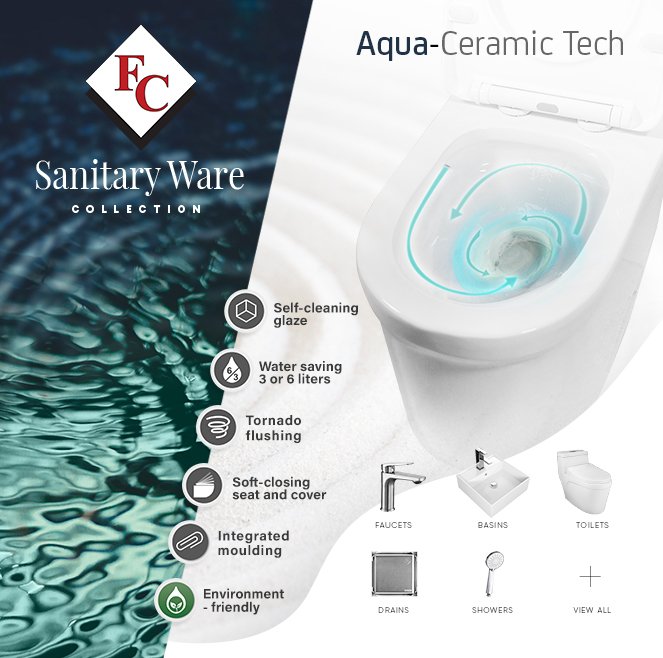 FC
Sanitary Ware
COLLECTION
Aqua-Ceramic Tech
Self-cleaning
glaze
6/3
Water saving
3 or 6 liters
Tornado
flushing
Soft-closing
seat and cover
Integrated
moulding
Environment
- friendly
FAUCETS
BASINS
TOILETS
DRAINS
SHOWERS
VIEW ALL